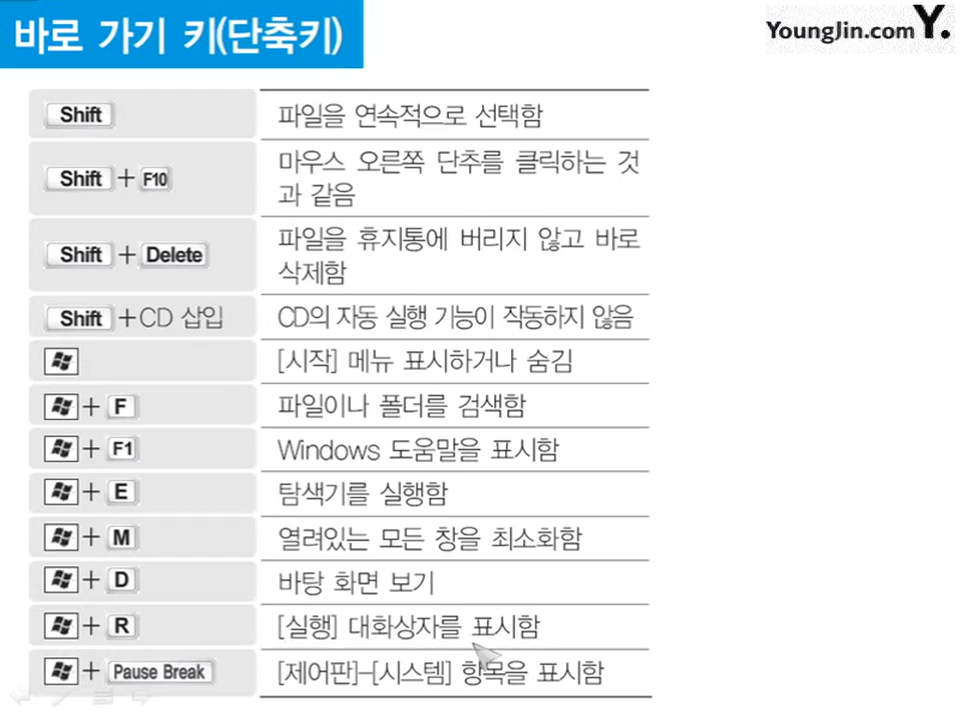 바로 가기 키(단축키)
YoungJin.com Y.
Shift 파일을 연속적으로 선택함
Shift + F10 마우스 오른쪽 단추를 클릭하는 것
과 같음
Shift + Delete 파일을 휴지통에 버리지 않고 바로
삭제함
Shift +CD 삽입 CD의 자동 실행 기능이 작동하지 않음
[시작] 메뉴 표시하거나 숨김
+ F 파일이나 폴더를 검색함
+ F1 Windows 도움말을 표시함
+ E 탐색기를 실행함
+ M 열려있는 모든 창을 최소화함
+ D 바탕 화면 보기
+ R [실행] 대화상자를 표시함
+ Pause Break [제어판]-[시스템] 항목을 표시함